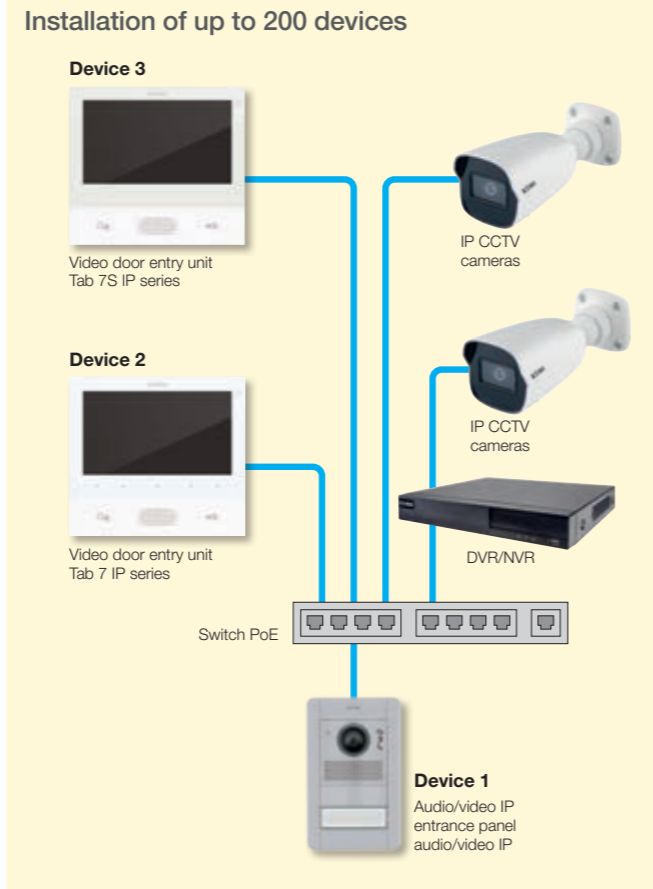 Installation of up to 200 devices
Device 3
Video door entry unit
Tab 7S IP series
IP CCTV
cameras
Device 2
Video door entry unit
Tab 7 IP series
IP CCTV
cameras
DVR/NVR
Switch PoE
Device 1
Audio/video IP
entrance panel
audio/video IP